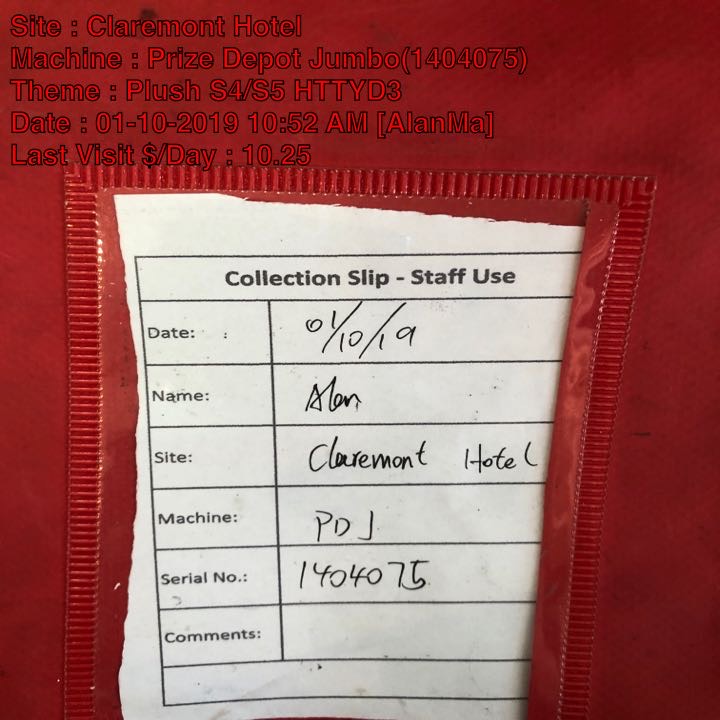 Site : Claremont Hotel
Machine : Prize Depot Jumbo(1404075)
Theme : Plush S4/S5 HTTYD3
Date : 01-10-2019 10:52 AM [AlanMa]
Last Visit $/Day : 10.25
Collection Slip - Staff Use
Date: 01/10/19
Name: Alan
Site: Claremont Hotel
Machine: PDJ
Serial No.: 1404075
Comments: